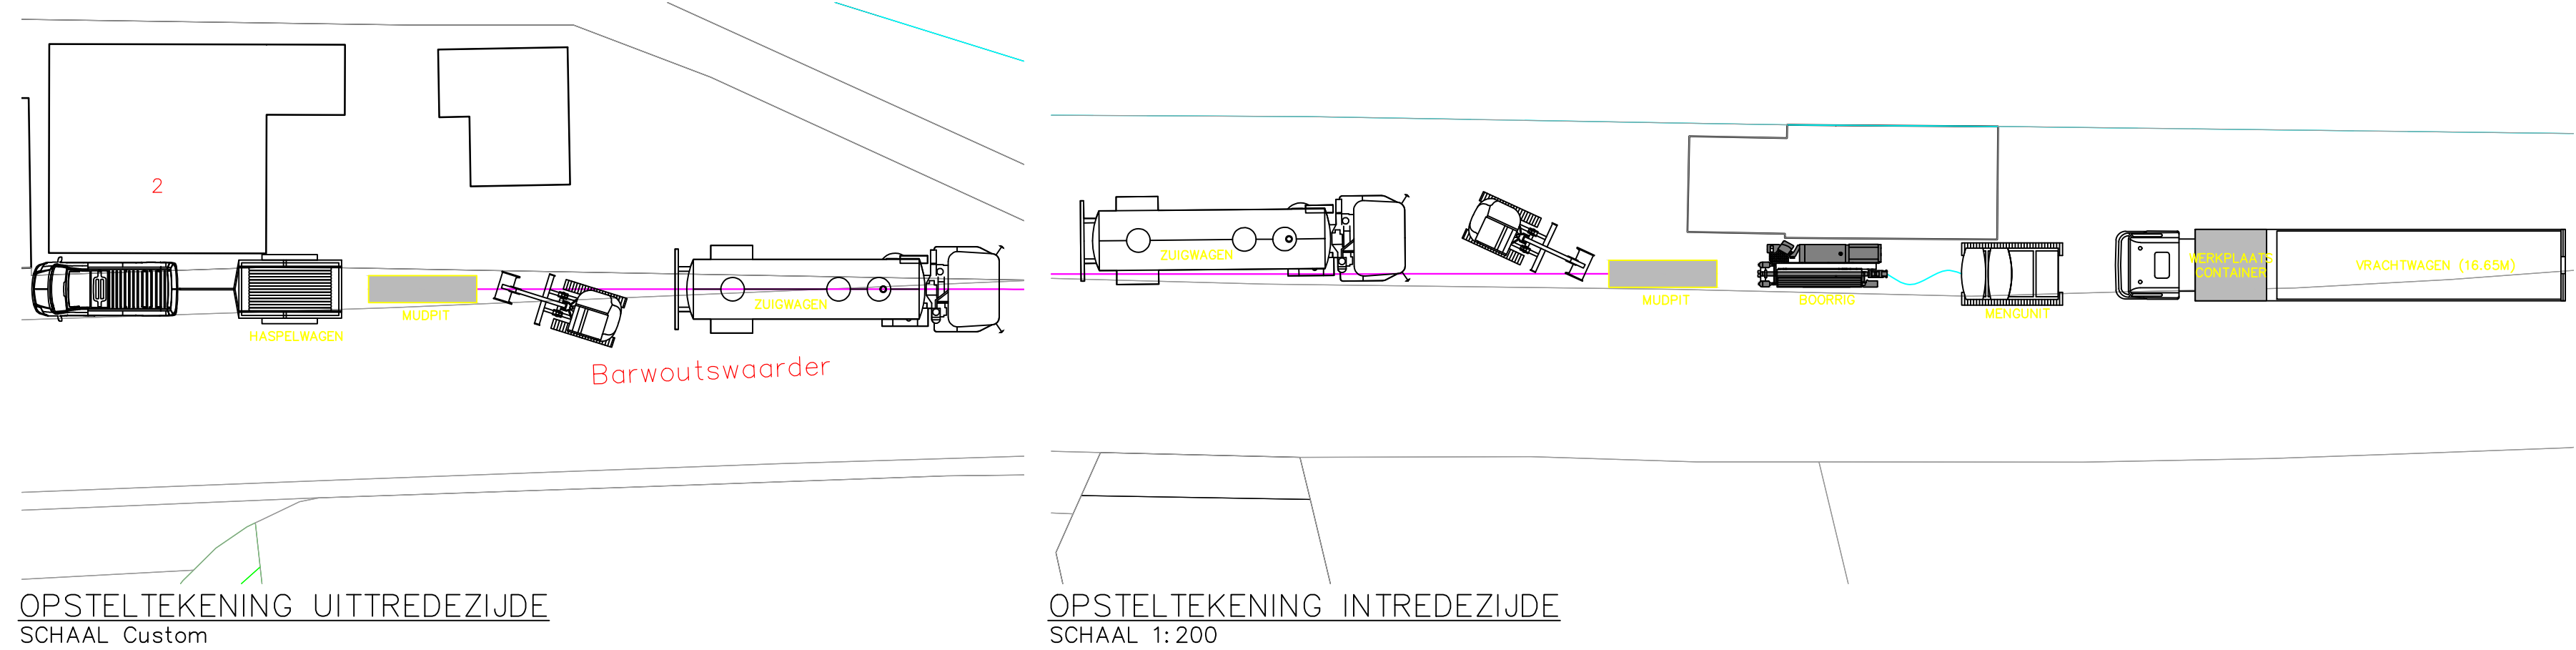 2
HASPELWAGEN
MUDPIT
ZUIGWAGEN
Barwoutswaarder
OPSTELTEKENING UITTREDEZIJDE
SCHAAL Custom
ZUIGWAGEN
MUDPIT
BOORRIG
MENGUNIT
WERKPLAATS
CONTAINER
VRACHTWAGEN (16.65M)
OPSTELTEKENING INTREDEZIJDE
SCHAAL 1:200